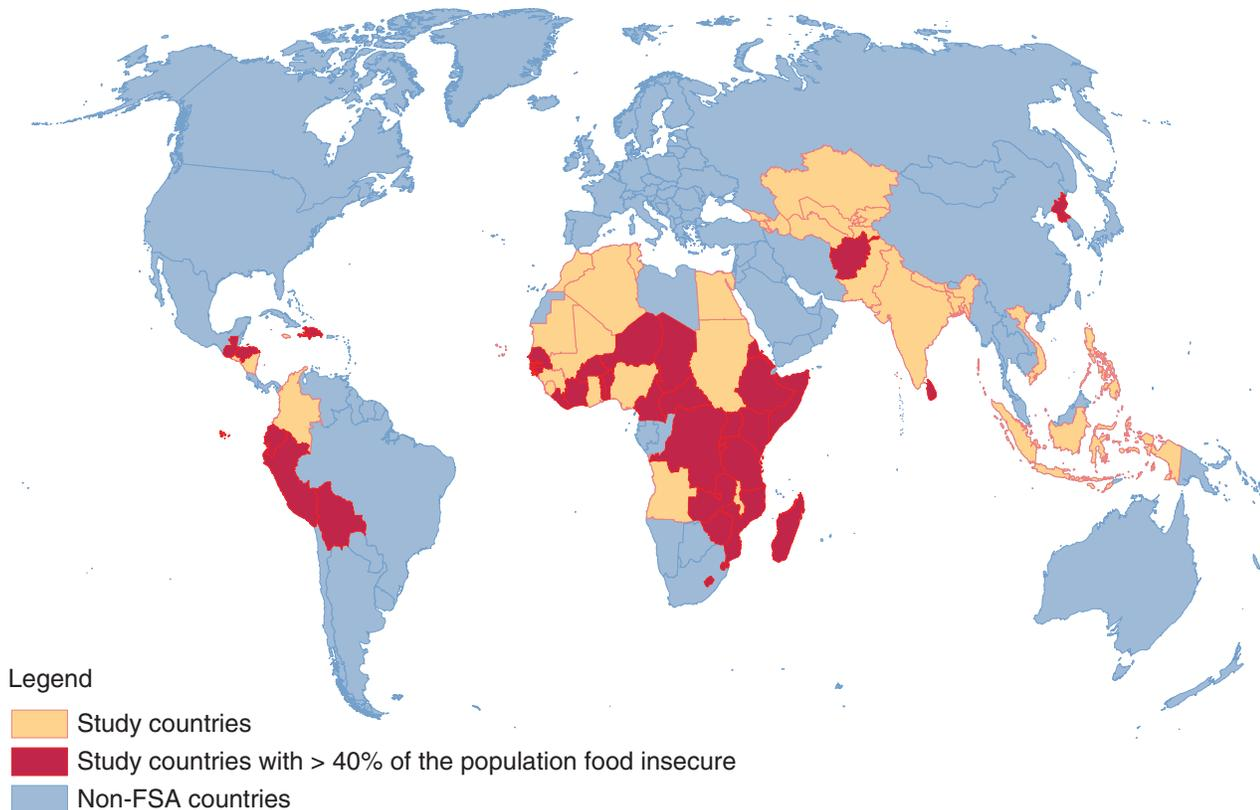 Legend
Study countries
Study countries with > 40% of the population food insecure
Non-FSA countries